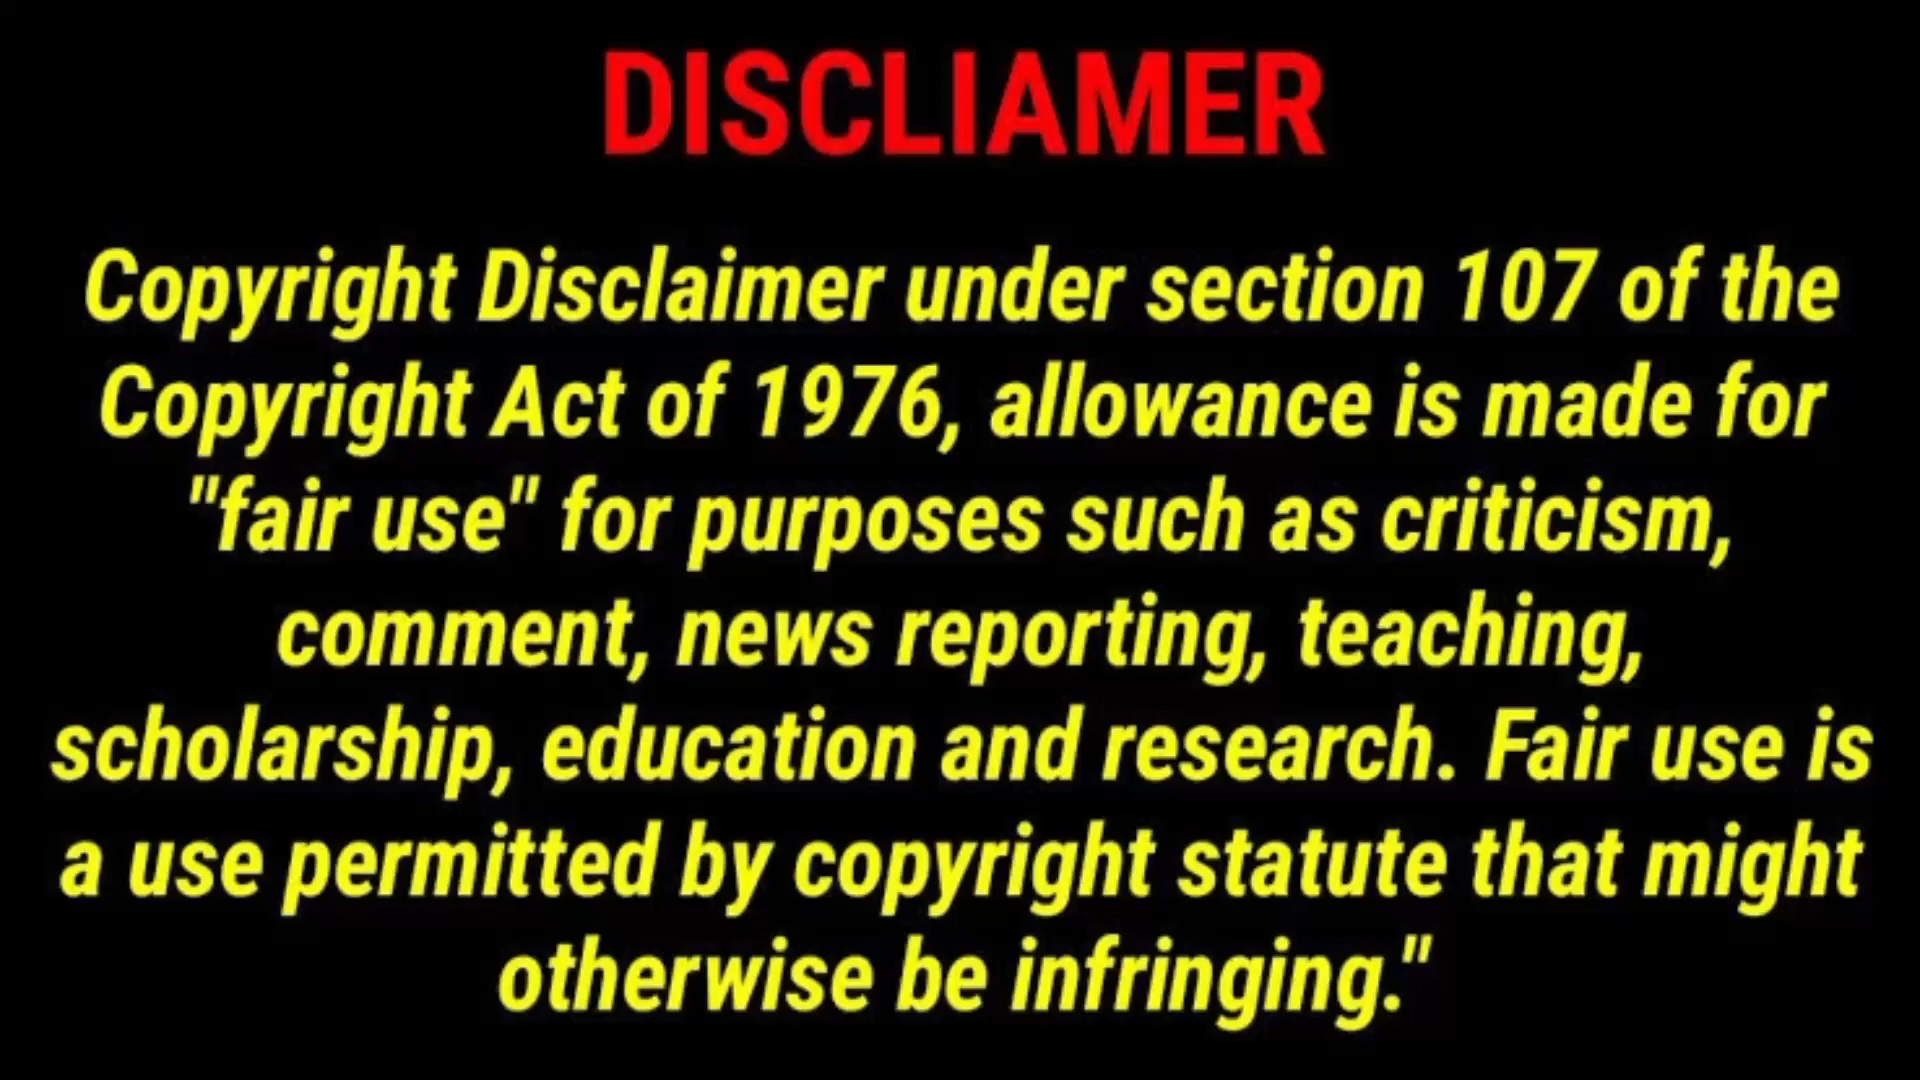 DISCLIAMER
Copyright Disclaimer under section 107 of the
Copyright Act of 1976, allowance is made for
"fair use" for purposes such as criticism,
comment, news reporting, teaching,
scholarship, education and research. Fair use is
a use permitted by copyright statute that might
otherwise be infringing."